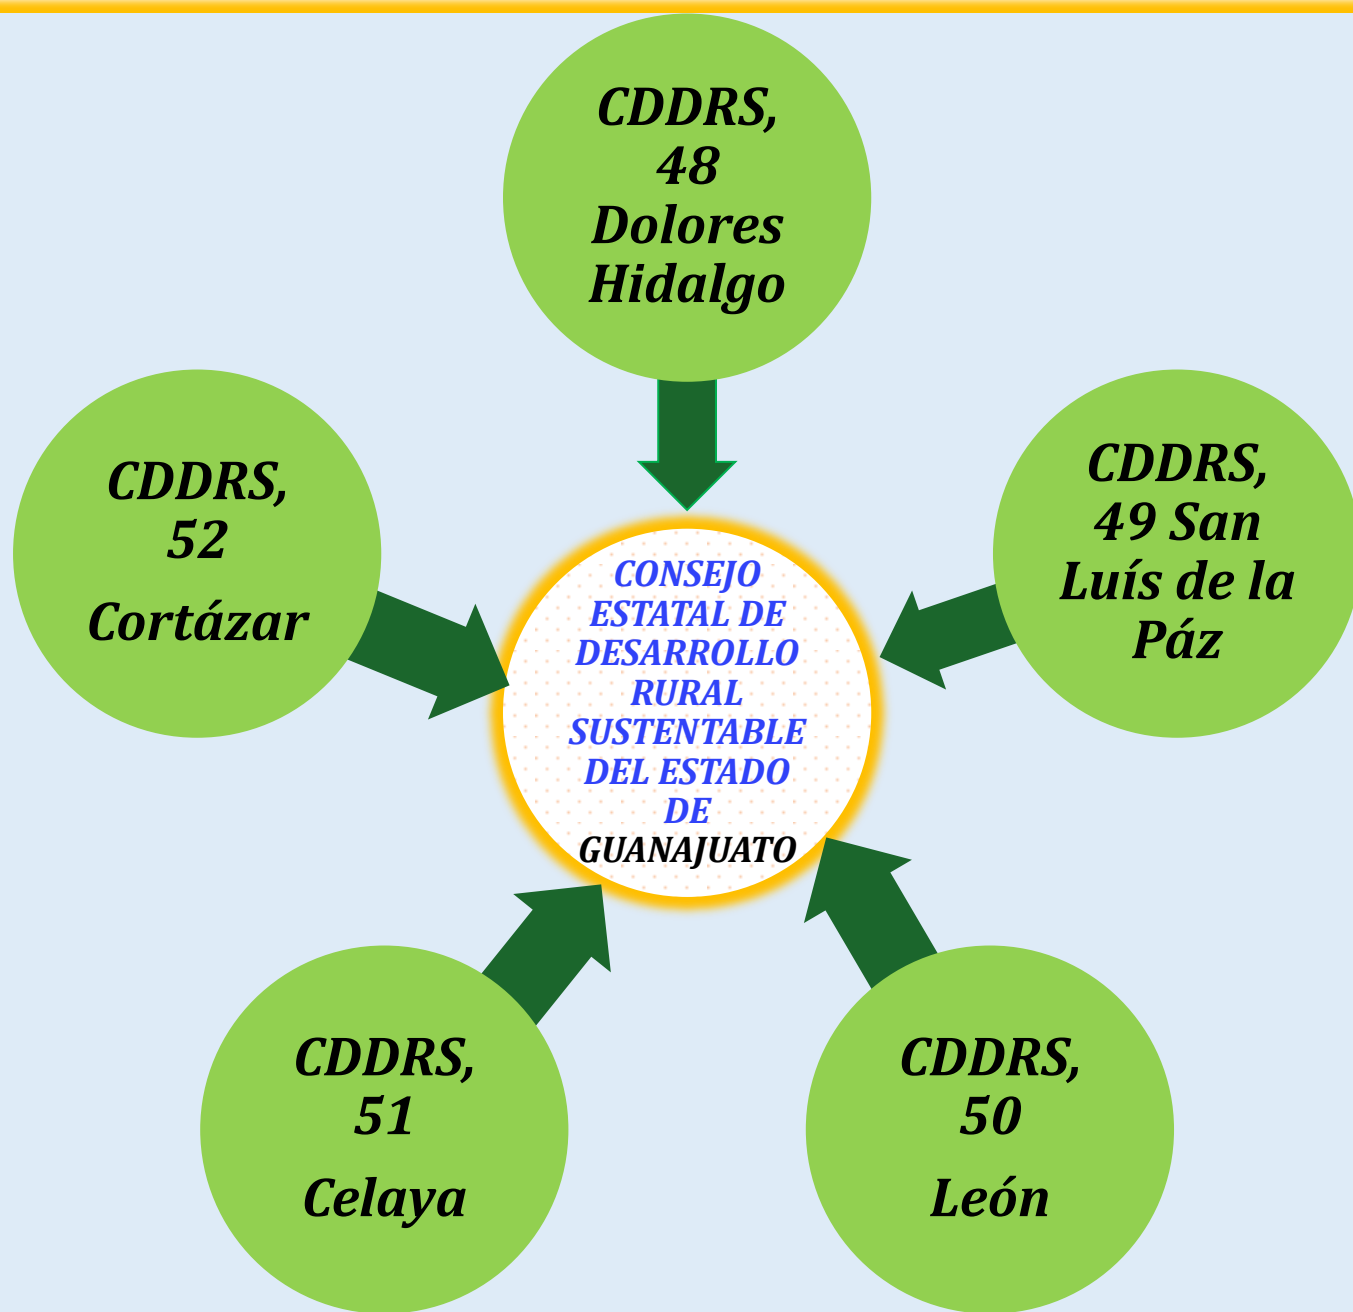 CDDRS,
48
Dolores
Hidalgo
CDDRS,
49 San
Luís de la
Páz
CDDRS,
50
León
CDDRS,
51
Celaya
CDDRS,
52
Cortázar
CONSEJO
ESTATAL DE
DESARROLLO
RURAL
SUSTENTABLE
DEL ESTADO
DE
GUANAJUATO